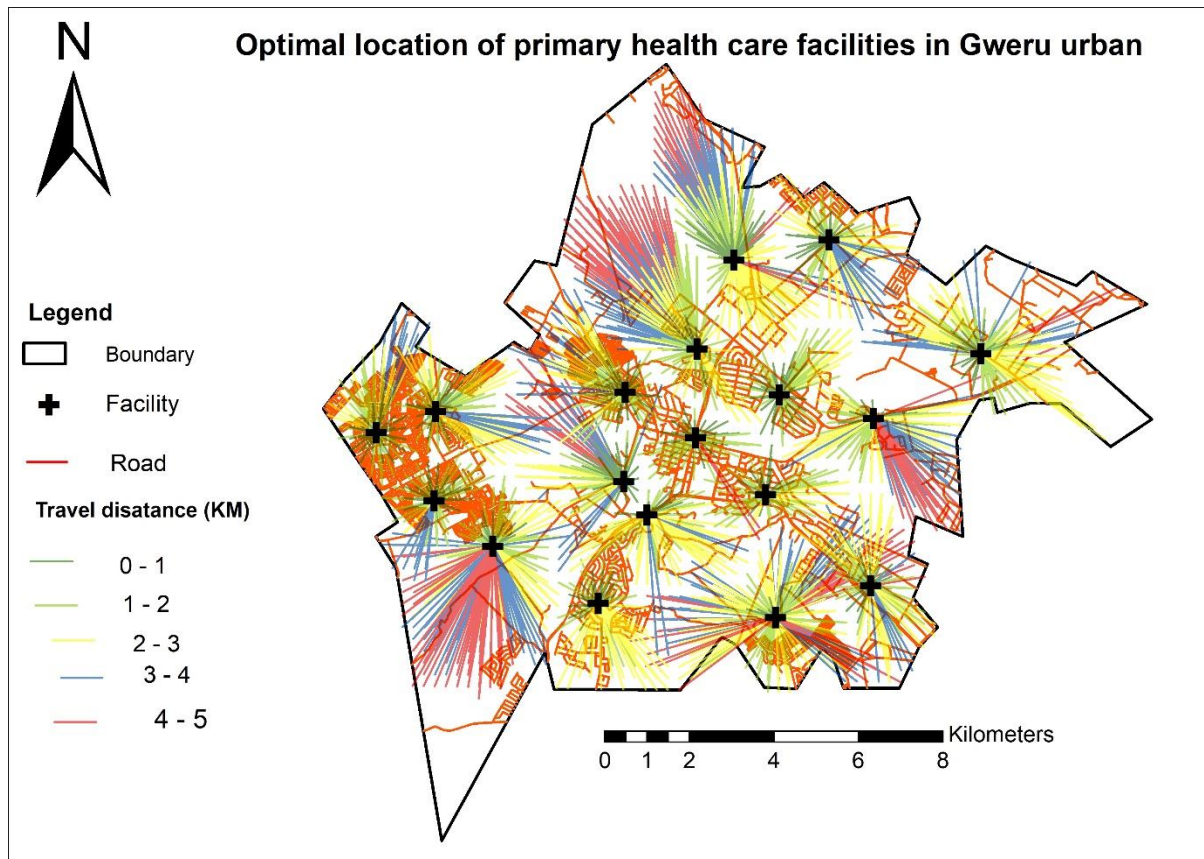 N
Optimal location of primary health care facilities in Gweru urban
Legend
Boundary
Facility
Road
Travel disatance (KM)
0 - 1
1 - 2
2 - 3
3 - 4
4 - 5
Kilometers
0 1 2 4 6 8